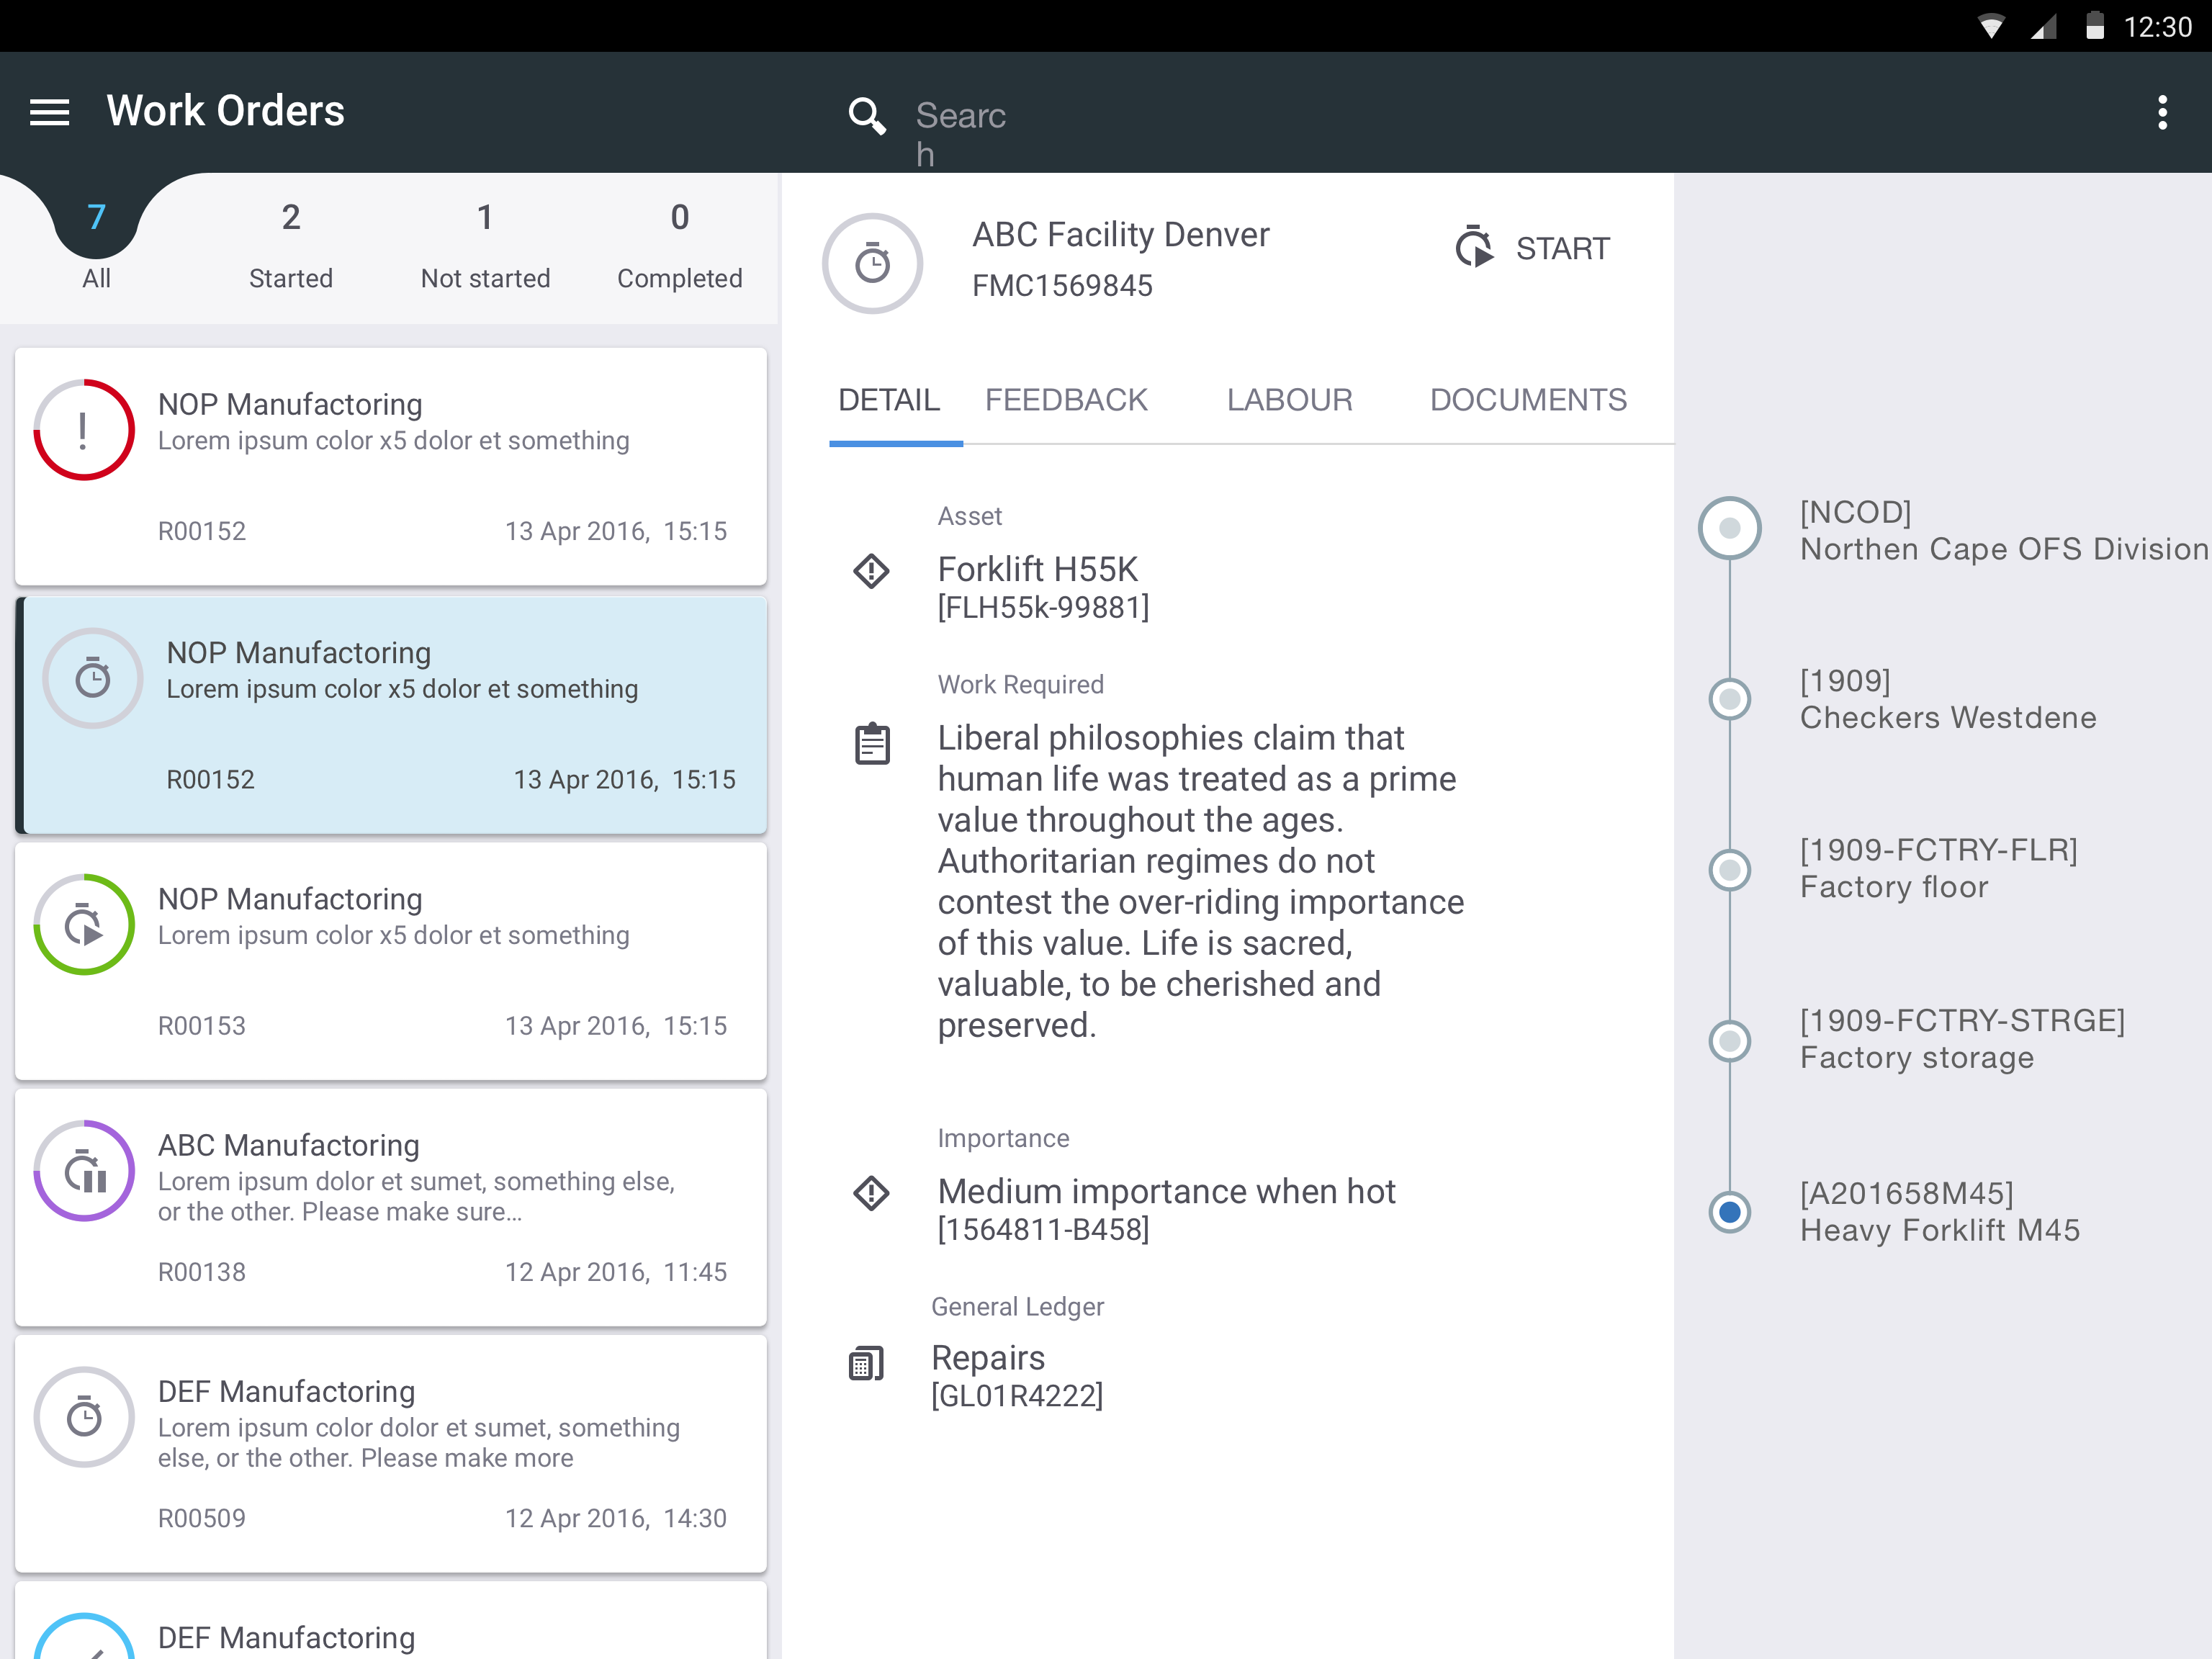 12:30
Work Orders
Searc
h
7
All
2
Started
1
Not started
0
Completed
NOP Manufactoring
Lorem ipsum color x5 dolor et something
R00152
13 Apr 2016, 15:15
NOP Manufactoring
Lorem ipsum color x5 dolor et something
R00152
13 Apr 2016, 15:15
NOP Manufactoring
Lorem ipsum color x5 dolor et something
R00153
13 Apr 2016, 15:15
ABC Manufactoring
Lorem ipsum dolor et sumet, something else,
or the other. Please make sure...
R00138
12 Apr 2016, 11:45
DEF Manufactoring
Lorem ipsum color dolor et sumet, something
else, or the other. Please make more
R00509
12 Apr 2016, 14:30
DEF Manufactoring
ABC Facility Denver
FMC1569845
START
DETAIL
FEEDBACK
LABOUR
DOCUMENTS
Asset
Forklift H55K
[FLH55k-99881]
Work Required
Liberal philosophies claim that
human life was treated as a prime
value throughout the ages.
Authoritarian regimes do not
contest the over-riding importance
of this value. Life is sacred,
valuable, to be cherished and
preserved.
Importance
Medium importance when hot
[1564811-B458]
General Ledger
Repairs
[GL01R4222]
[NCOD]
Northen Cape OFS Division
[1909]
Checkers Westdene
[1909-FCTRY-FLR]
Factory floor
[1909-FCTRY-STRGE]
Factory storage
[A201658M45]
Heavy Forklift M45